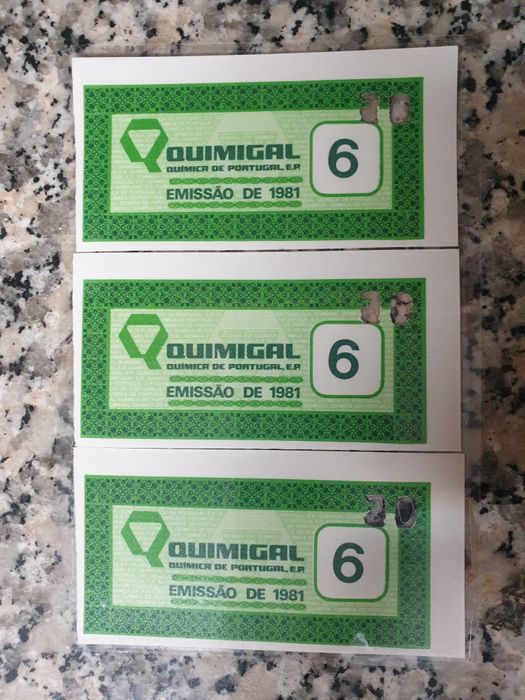 QUIMIGAL
QUÍMICA DE PORTUGAL, E.P.
EMISSÃO DE 1981
6
QUIMIGAL
QUÍMICA DE PORTUGAL, E.P.
EMISSÃO DE 1981
6
QUIMIGAL
QUÍMICA DE PORTUGAL, E.P.
EMISSÃO DE 1981
6